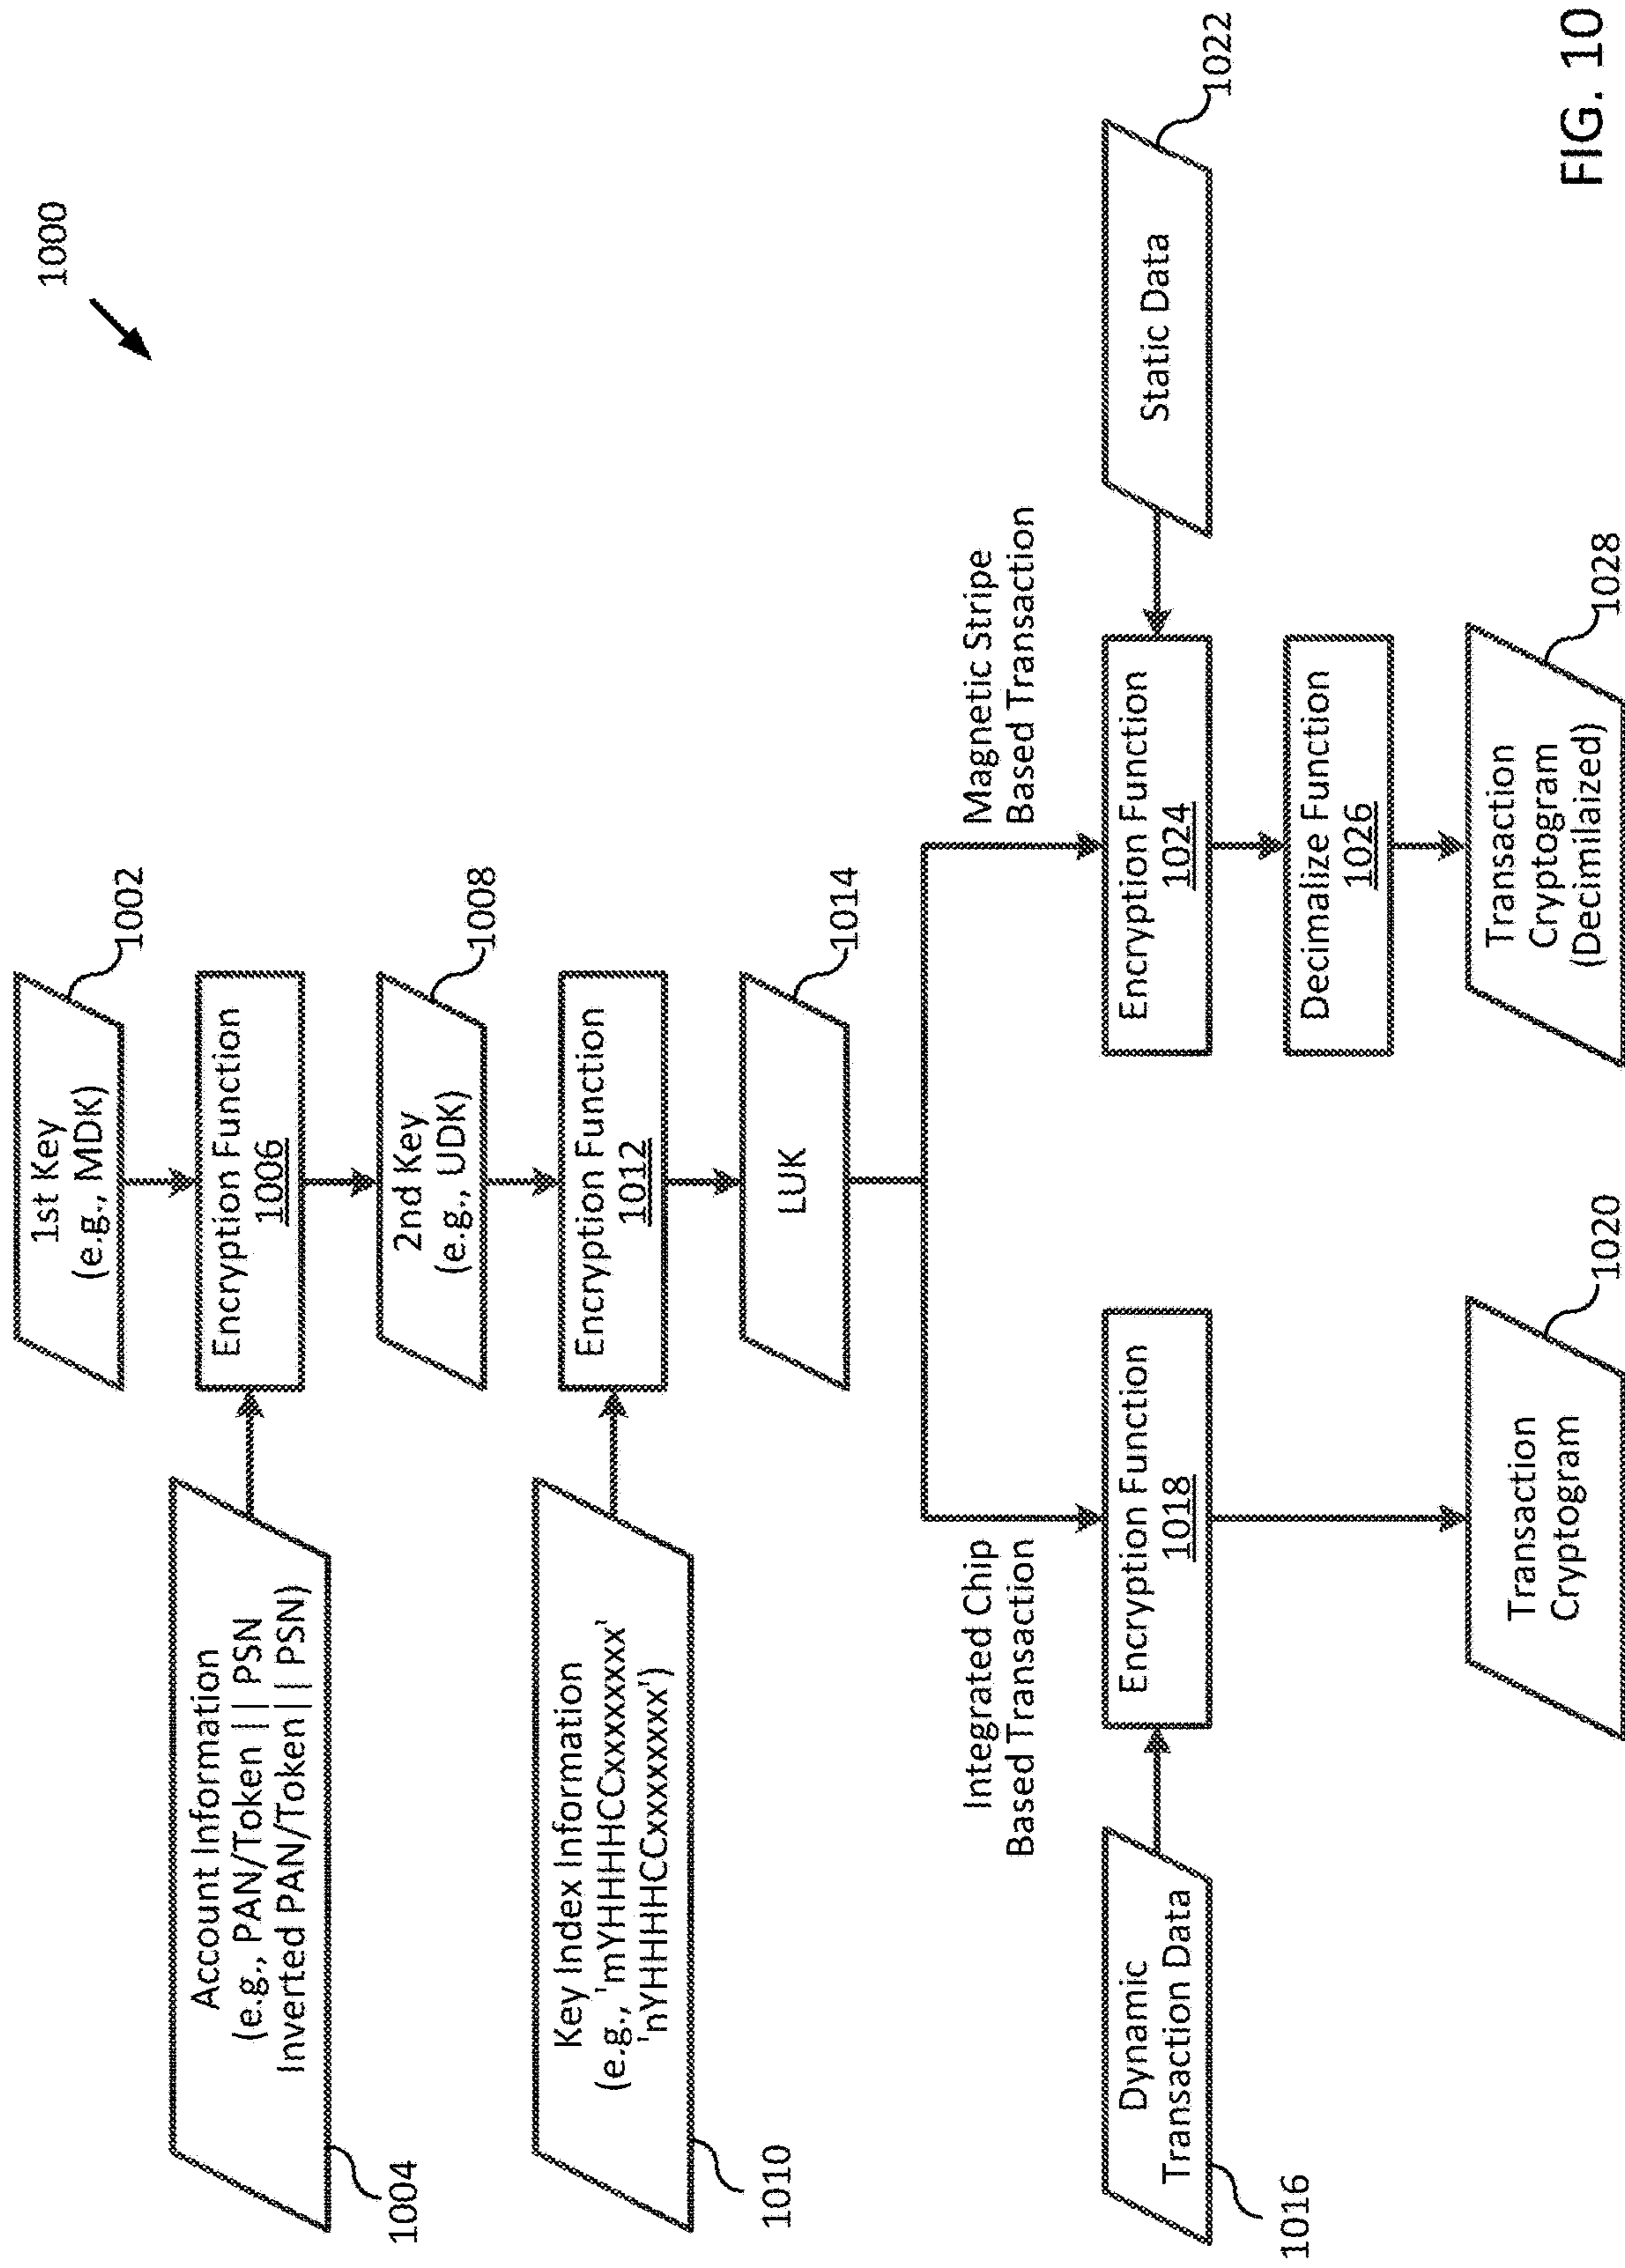 1000
1st Key
(e.g., MDK)
1002
Account Information
(e.g., PAN/Token || PSN
Inverted PAN/Token || PSN)
1004
Encryption Function
1006
2nd Key
(e.g., UDK)
1008
Key Index Information
(e.g., 'mYHHHHCCxxxxxxx'
'nYHHHHCCxxxxxxx')
1010
Encryption Function
1012
LUK
1014
Integrated Chip
Based Transaction
Magnetic Stripe
Based Transaction
Dynamic
Transaction Data
1016
Encryption Function
1018
Encryption Function
1024
Static Data
1022
Decimalize Function
1026
Transaction
Cryptogram
1020
Transaction
Cryptogram
(Decimilaized)
1028
FIG. 10